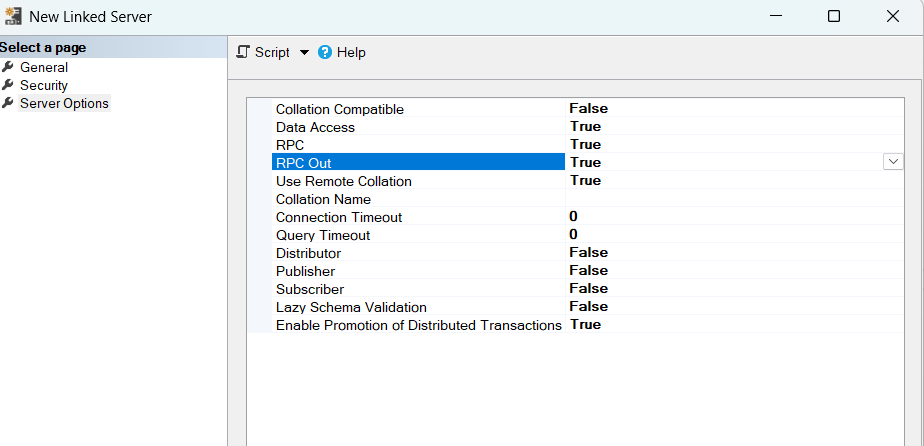 New Linked Server
Select a page
General
Security
Server Options
Script Help
Collation Compatible False
Data Access True
RPC True
RPC Out True
Use Remote Collation True
Collation Name
Connection Timeout 0
Query Timeout 0
Distributor False
Publisher False
Subscriber False
Lazy Schema Validation False
Enable Promotion of Distributed Transactions True